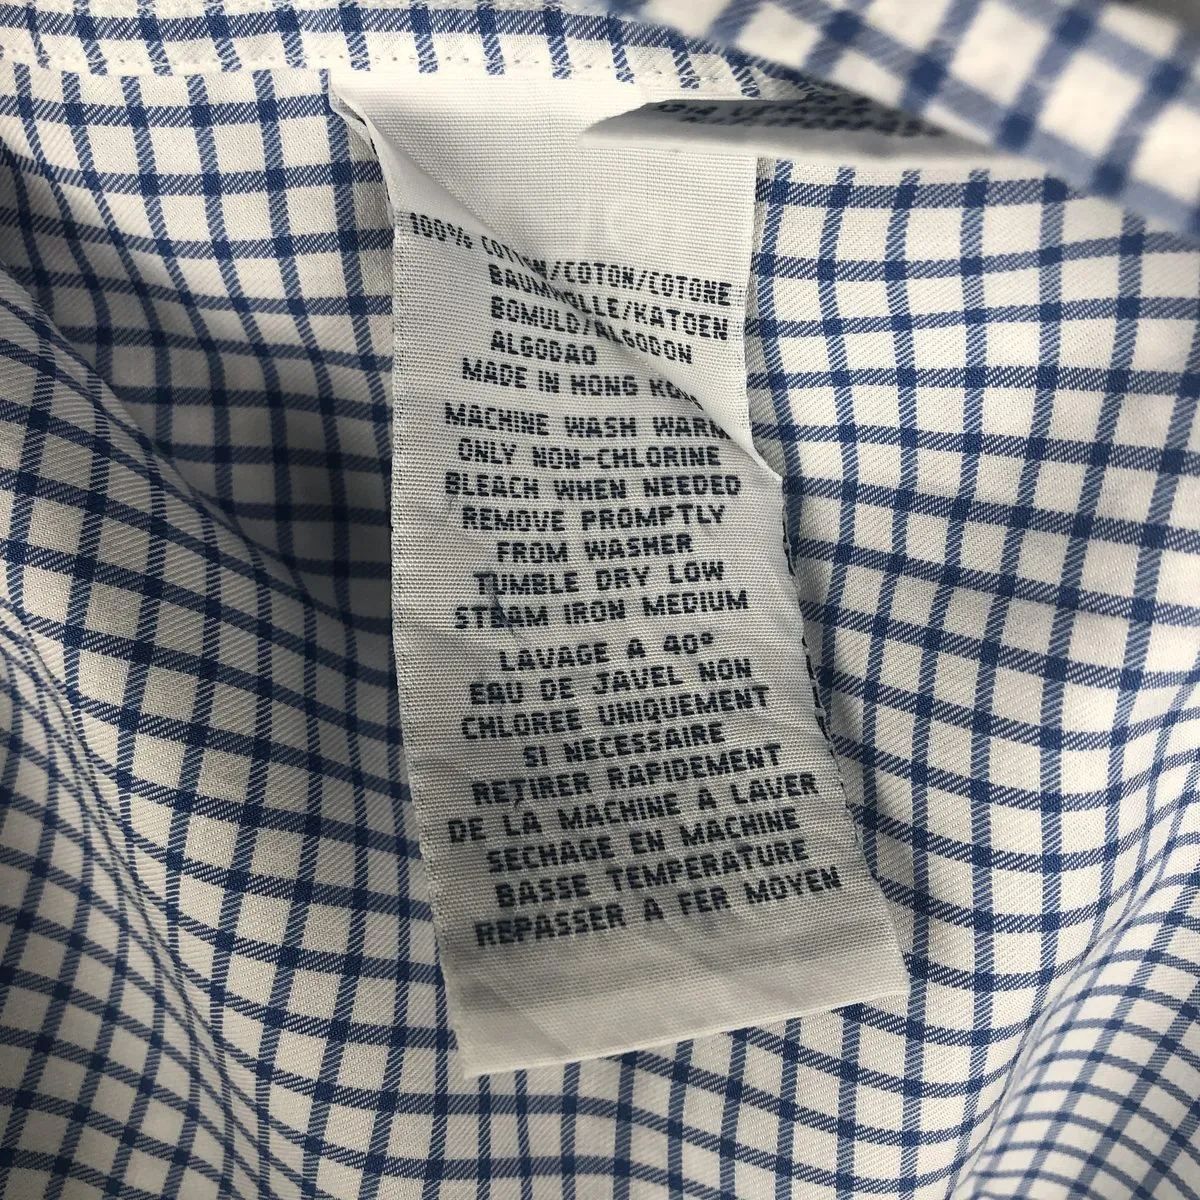 100% COTTON/COTON/COTONE
BAUMWOLLE/KATOEN
BOMULD/ALGODON
ALGODAO
MADE IN HONG KONG
MACHINE WASH WARM
ONLY NON-CHLORINE
BLEACH WHEN NEEDED
REMOVE PROMPTLY
FROM WASHER
TUMBLE DRY LOW
STEAM IRON MEDIUM
LAVAGE A 40°
EAU DE JAVEL NON
CHLOREE UNIQUEMENT
SI NECESSAIRE
RETIRER RAPIDEMENT
DE LA MACHINE A LAVER
SECHAGE EN MACHINE
BASSE TEMPERATURE
REPASSER A FER MOYEN